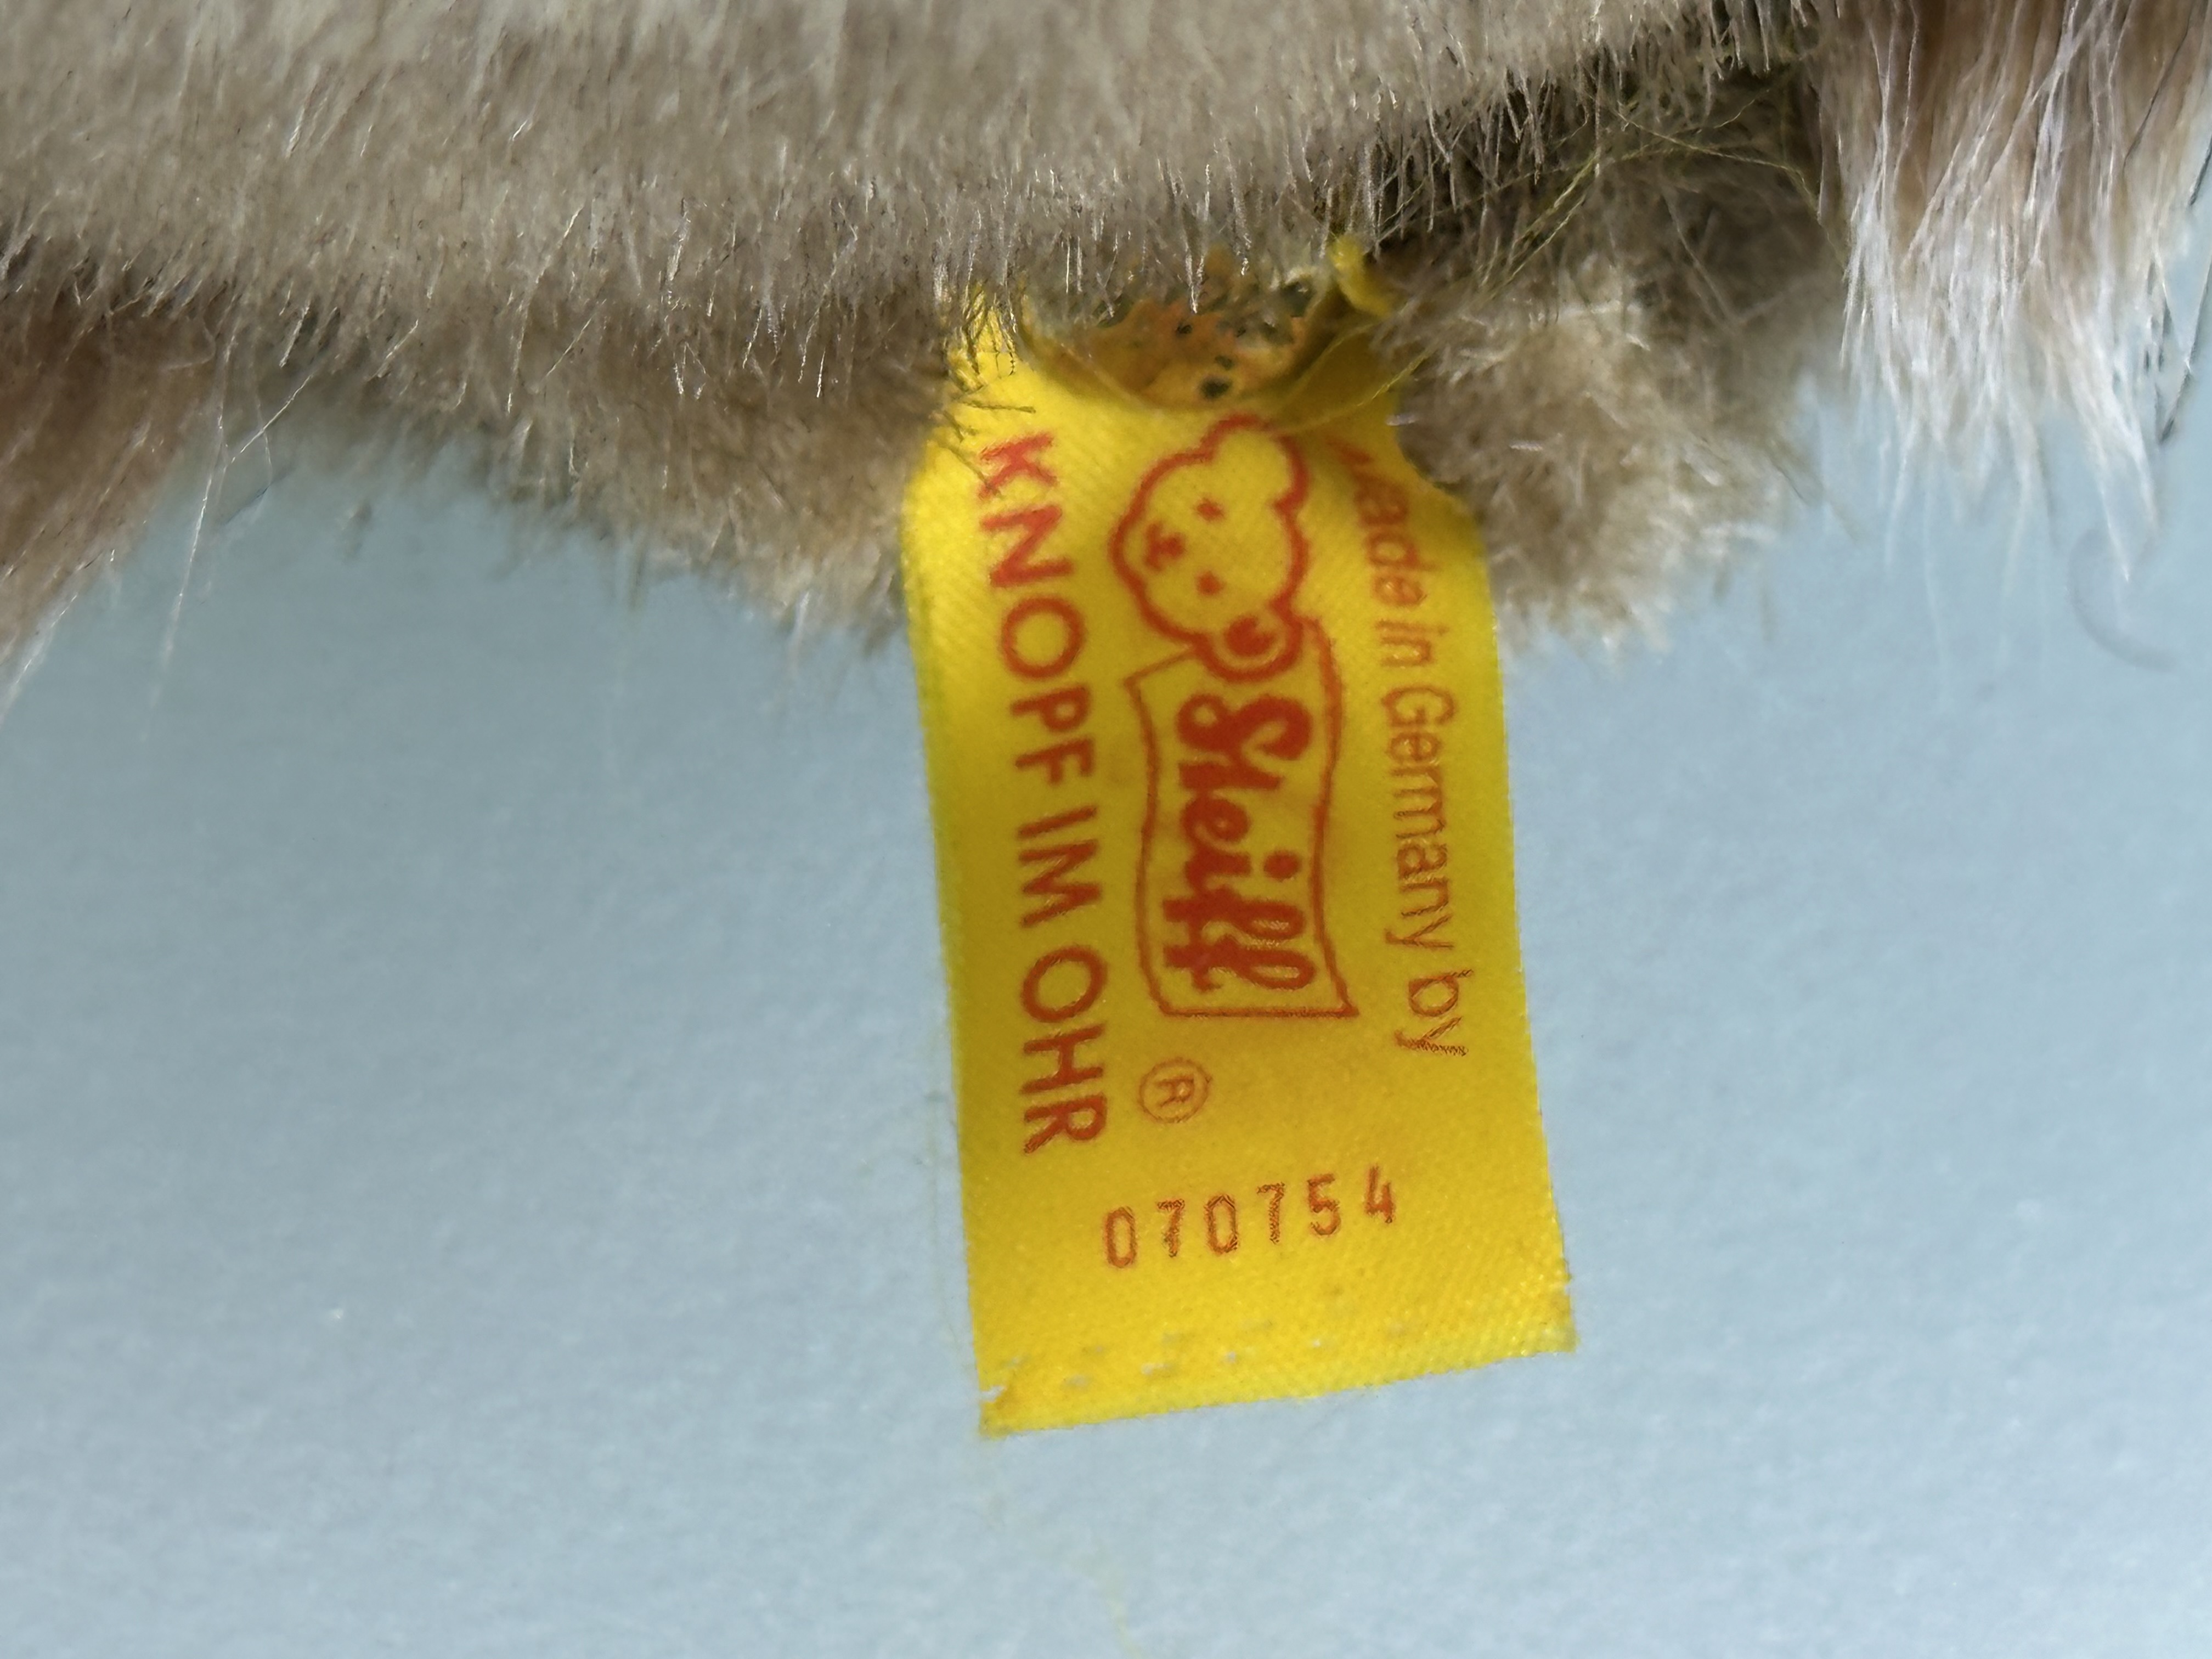 Made in Germany by
Steiff
®
KNOPF IM OHR
070754